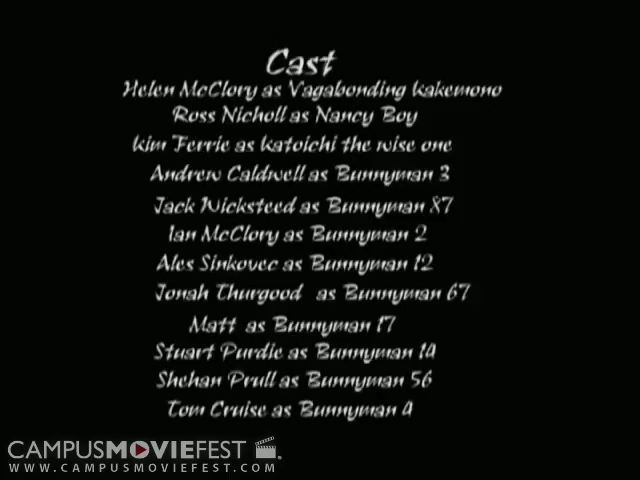 Cast
Helen McClory as Vagabonding kakemono
Ross Nicholl as Nancy Boy
kim Ferrie as katoichi the wise one
Andrew Caldwell as Bunnyman 3
Jack Wicksteed as Bunnyman 87
Ian McClory as Bunnyman 2
Ales Sinkovec as Bunnyman 12
Jonah Thurgood as Bunnyman 67
Matt as Bunnyman 17
Stuart Purdie as Bunnyman 14
Shehan Prull as Bunnyman 56
Tom Cruise as Bunnyman 4
CAMPUSMOVIEFEST
WWW.CAMPUSMOVIEFEST.COM